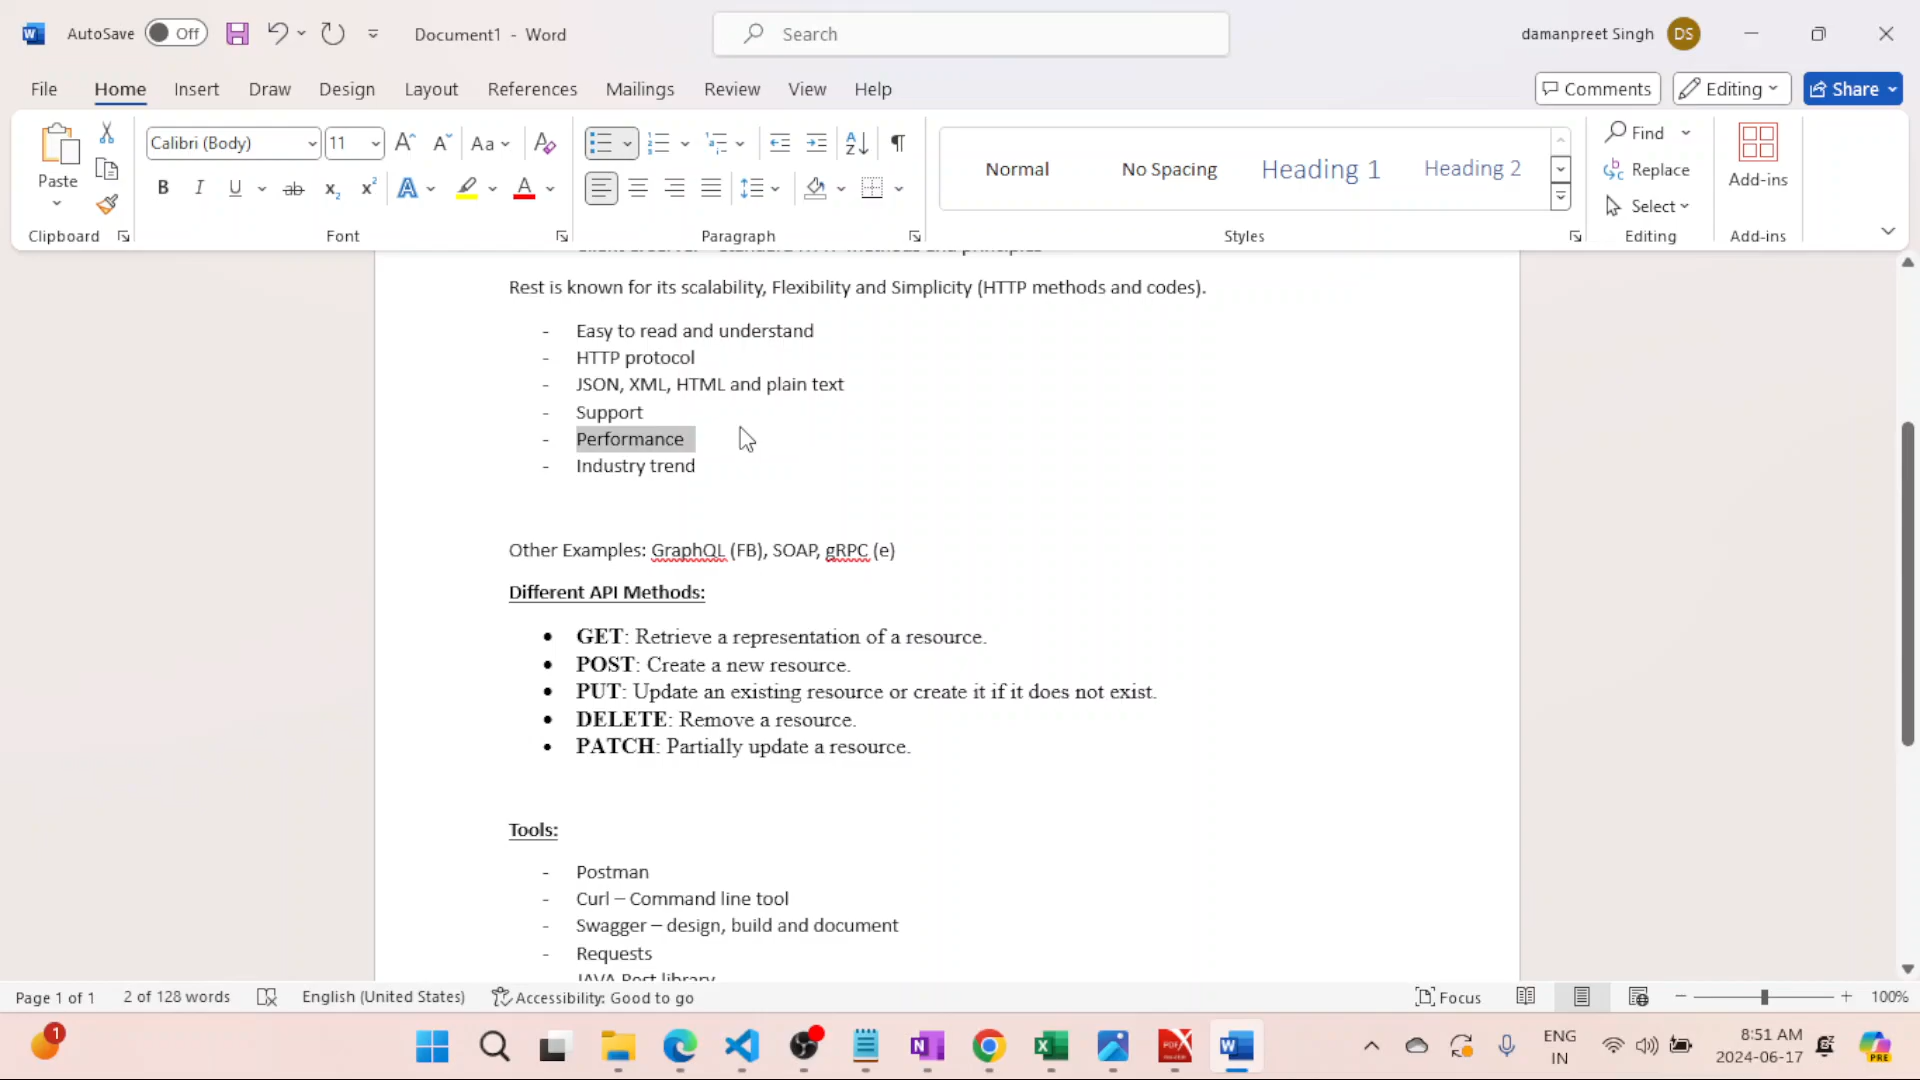 AutoSave Off Document1 - Word Search damanpreet Singh DS
File Home Insert Draw Design Layout References Mailings Review View Help Comments Editing Share
Paste
Calibri (Body) 11 Aa
B I U ab x₂ x² A A
Normal No Spacing Heading 1 Heading 2
Find
Replace
Select
Add-ins
Clipboard Font Paragraph Styles Editing Add-ins
Rest is known for its scalability, Flexibility and Simplicity (HTTP methods and codes).
- Easy to read and understand
- HTTP protocol
- JSON, XML, HTML and plain text
- Support
- Performance
- Industry trend
Other Examples: GraphQL (FB), SOAP, gRPC (e)
Different API Methods:
• GET: Retrieve a representation of a resource.
• POST: Create a new resource.
• PUT: Update an existing resource or create it if it does not exist.
• DELETE: Remove a resource.
• PATCH: Partially update a resource.
Tools:
- Postman
- Curl – Command line tool
- Swagger – design, build and document
- Requests
JAVA Rest library
Page 1 of 1 2 of 128 words English (United States) Accessibility: Good to go Focus 100%
1 ENG IN 8:51 AM 2024-06-17 PRE